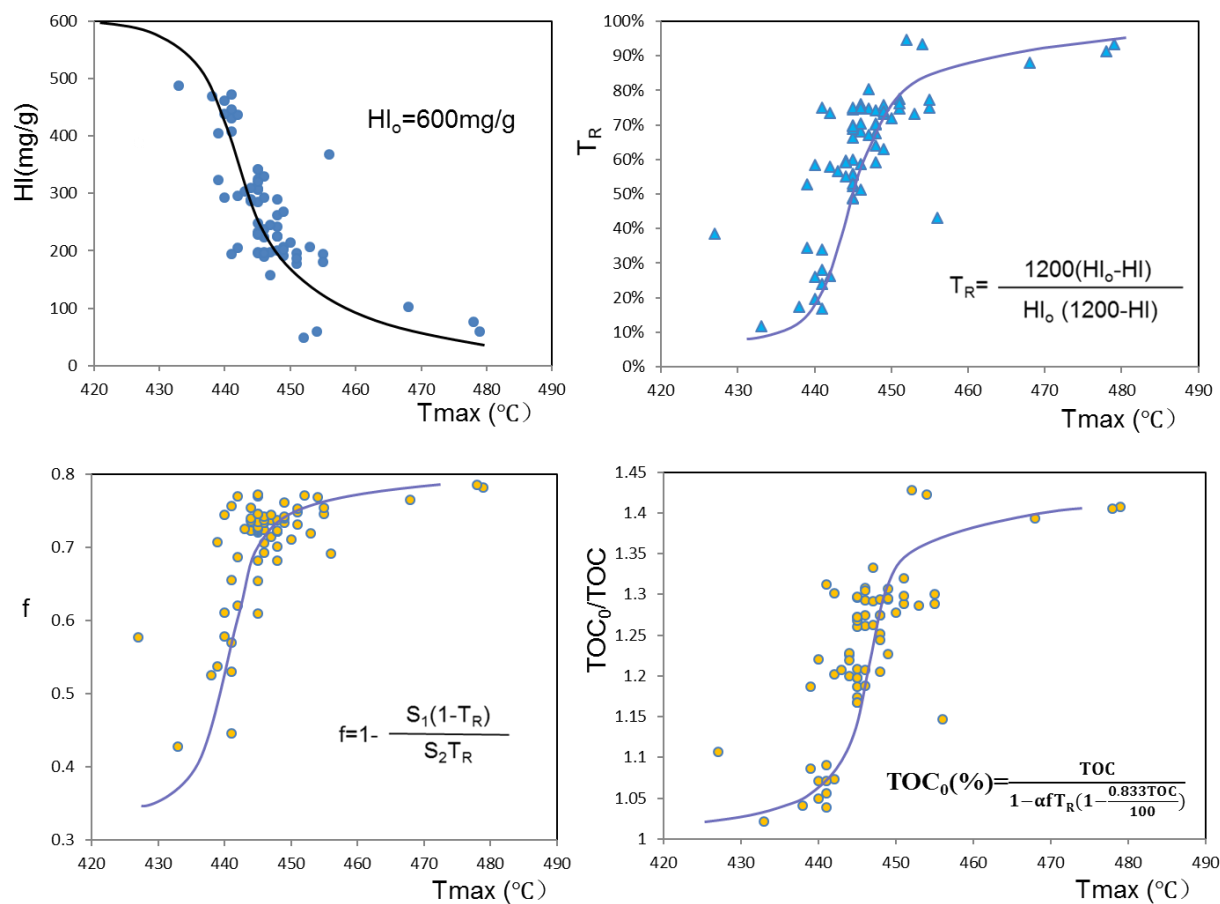 600
500
400
300
200
100
0
HI(mg/g)
HIₒ=600mg/g
420 430 440 450 460 470 480 490
Tmax (℃)
100%
90%
80%
70%
60%
50%
40%
30%
20%
10%
0%
T_R
T_R= 1200(HIₒ-HI)
HIₒ (1200-HI)
420 430 440 450 460 470 480 490
Tmax (℃)
0.8
0.7
0.6
0.5
0.4
0.3
f
f=1- S₁(1-T_R)
S₂T_R
420 430 440 450 460 470 480 490
Tmax (℃)
1.45
1.4
1.35
1.3
1.25
1.2
1.15
1.1
1.05
1
TOC₀/TOC
TOC₀(%)= TOC
1−αfT_R(1−0.833TOC/100)
420 430 440 450 460 470 480 490
Tmax (℃)